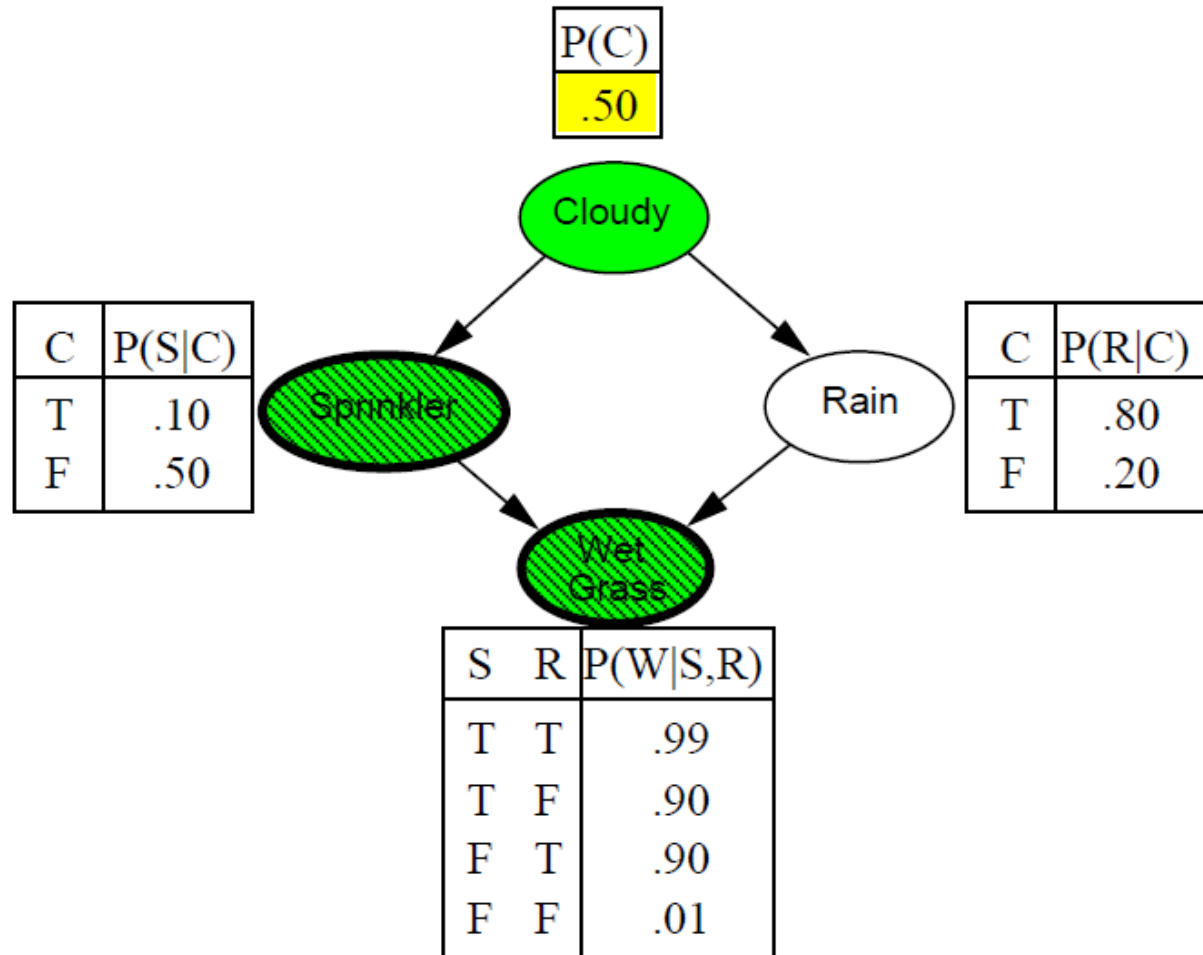 P(C)
.50
Cloudy
C P(S|C)
T .10
F .50
Sprinkler
Rain
C P(R|C)
T .80
F .20
Wet
Grass
S R P(W|S,R)
T T .99
T F .90
F T .90
F F .01